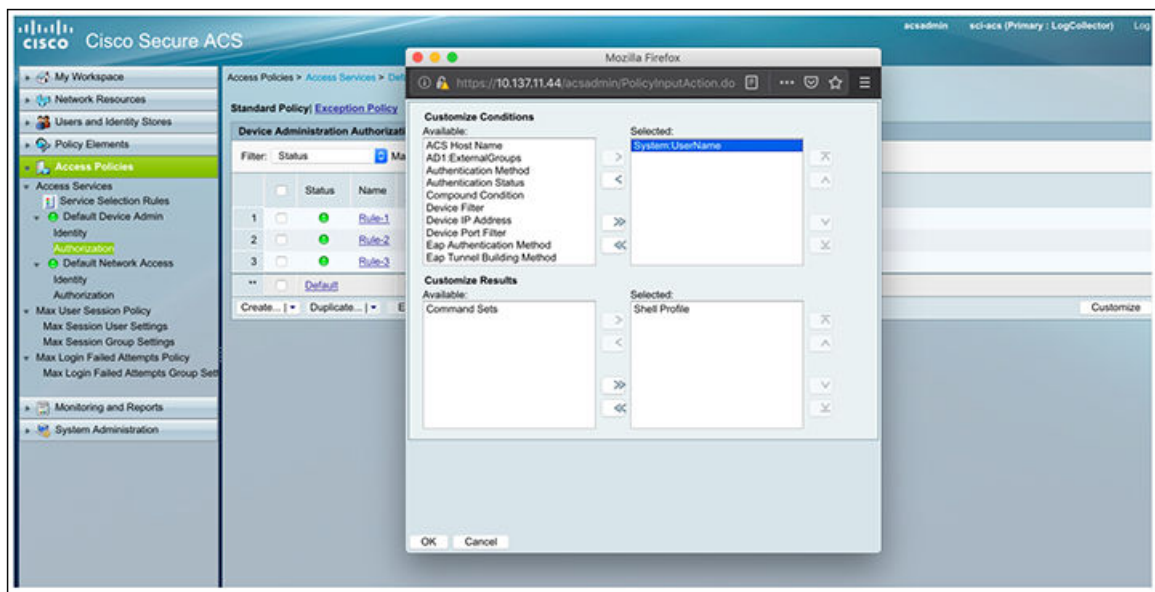 CISCO Cisco Secure ACS
acsadmin sci-acs (Primary : LogCollector) Log
My Workspace
Network Resources
Users and Identity Stores
Policy Elements
Access Policies
Access Services
Service Selection Rules
Default Device Admin
Identity
Authorization
Default Network Access
Identity
Authorization
Max User Session Policy
Max Session User Settings
Max Session Group Settings
Max Login Failed Attempts Policy
Max Login Failed Attempts Group Sett
Monitoring and Reports
System Administration
Access Policies > Access Services > Def
Standard Policy| Exception Policy
Device Administration Authorizati
Filter: Status Ma
Status Name
1 Rule-1
2 Rule-2
3 Rule-3
** Default
Create... | Duplicate... | E
Customize
Mozilla Firefox
https://10.137.11.44/acsadmin/PolicyInputAction.do
Customize Conditions
Available:
ACS Host Name
AD1:ExternalGroups
Authentication Method
Authentication Status
Compound Condition
Device Filter
Device IP Address
Device Port Filter
Eap Authentication Method
Eap Tunnel Building Method
Selected:
System:UserName
Customize Results
Available:
Command Sets
Selected:
Shell Profile
OK Cancel